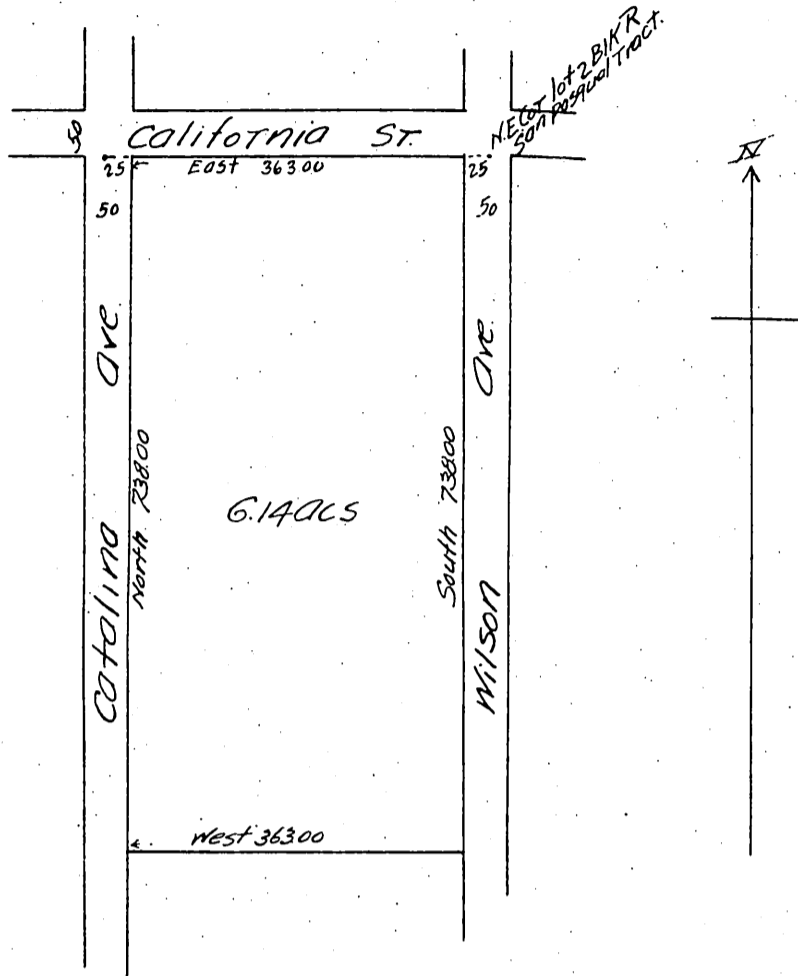 N.E. Cor lot 2 Blk R
San Pasqual Tract.
50
California ST.
N
25
East 363.00
25
50
50
Ave.
Ave.
North 738.00
South 738.00
6.14 acs
Catalina
Wilson
West 363.00